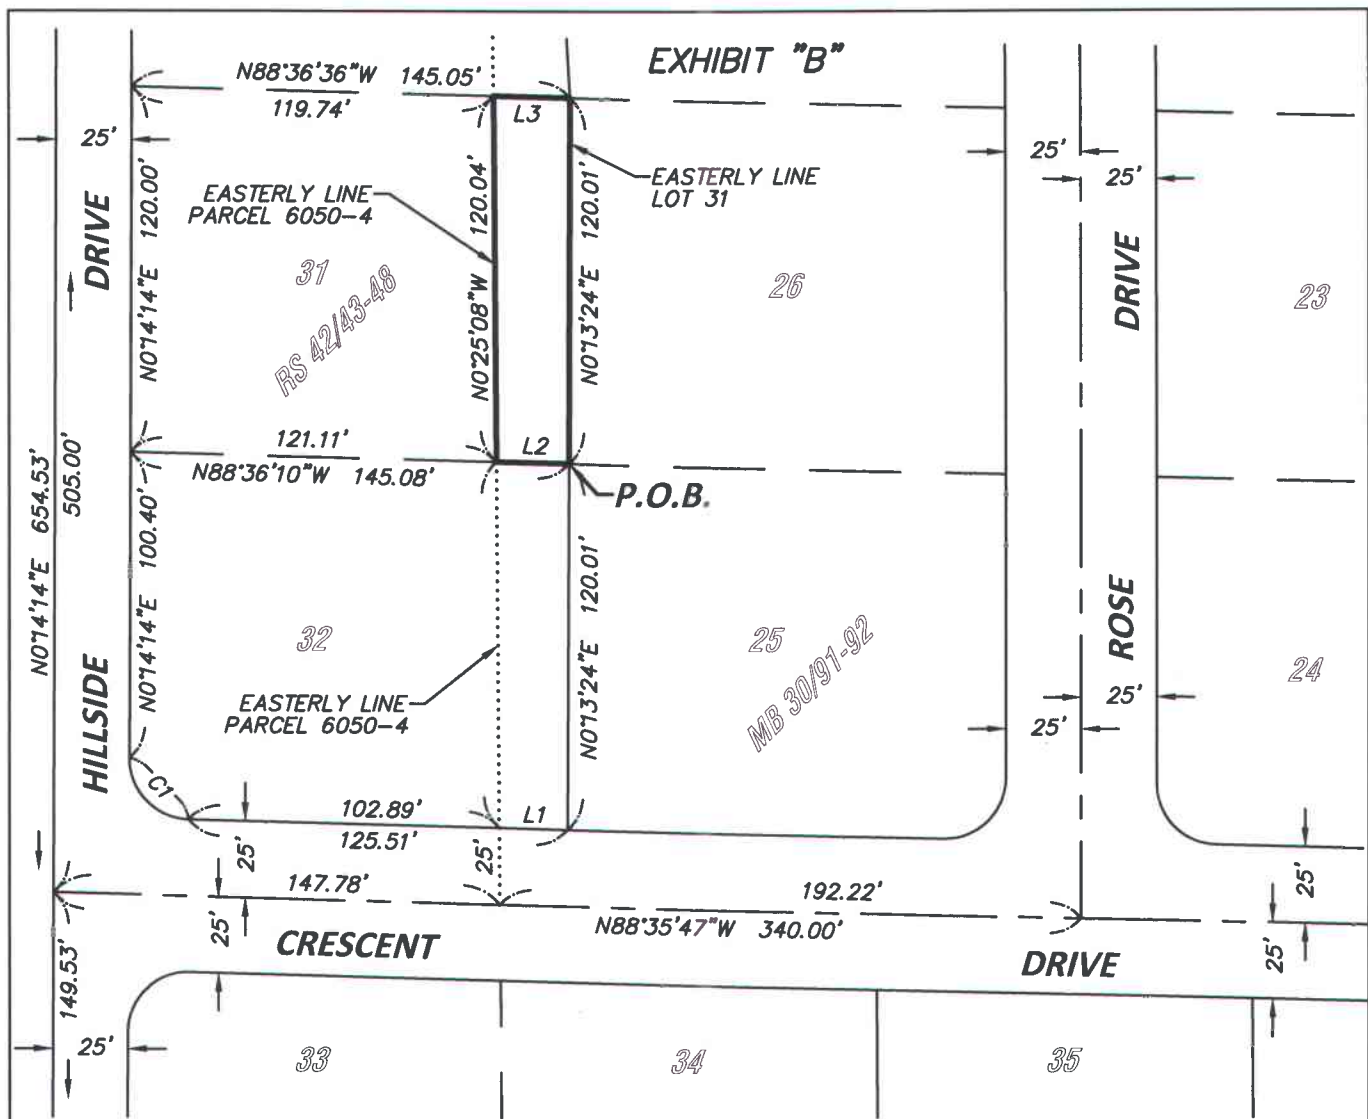 EXHIBIT "B"
N88°36'36"W 145.05'
119.74'
L3
25'
25'
25'
EASTERLY LINE
PARCEL 6050-4
EASTERLY LINE
LOT 31
DRIVE
N0°14'14"E 120.00'
120.04'
N0°25'08"W
N0°13'24"E 120.01'
31
RS 42/43-48
26
DRIVE
23
121.11'
L2
N88°36'10"W 145.08'
P.O.B.
N0°14'14"E 654.53'
505.00'
N0°14'14"E 100.40'
N0°13'24"E 120.01'
32
25
MB 30/91-92
ROSE
24
EASTERLY LINE
PARCEL 6050-4
HILLSIDE
25'
25'
C1
102.89'
L1
125.51'
25'
25'
147.78'
192.22'
25'
N88°35'47"W 340.00'
25'
CRESCENT
DRIVE
25'
149.53'
25'
33
34
35